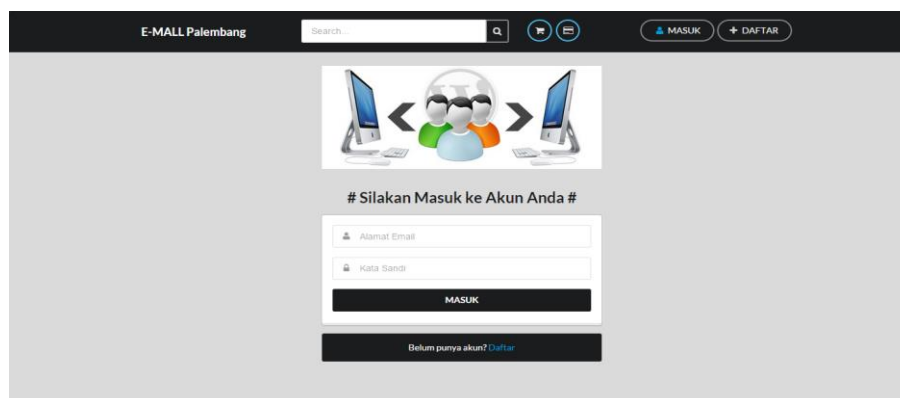 E-MALL Palembang
Search...
MASUK
+ DAFTAR
# Silakan Masuk ke Akun Anda #
Alamat Email
Kata Sandi
MASUK
Belum punya akun? Daftar